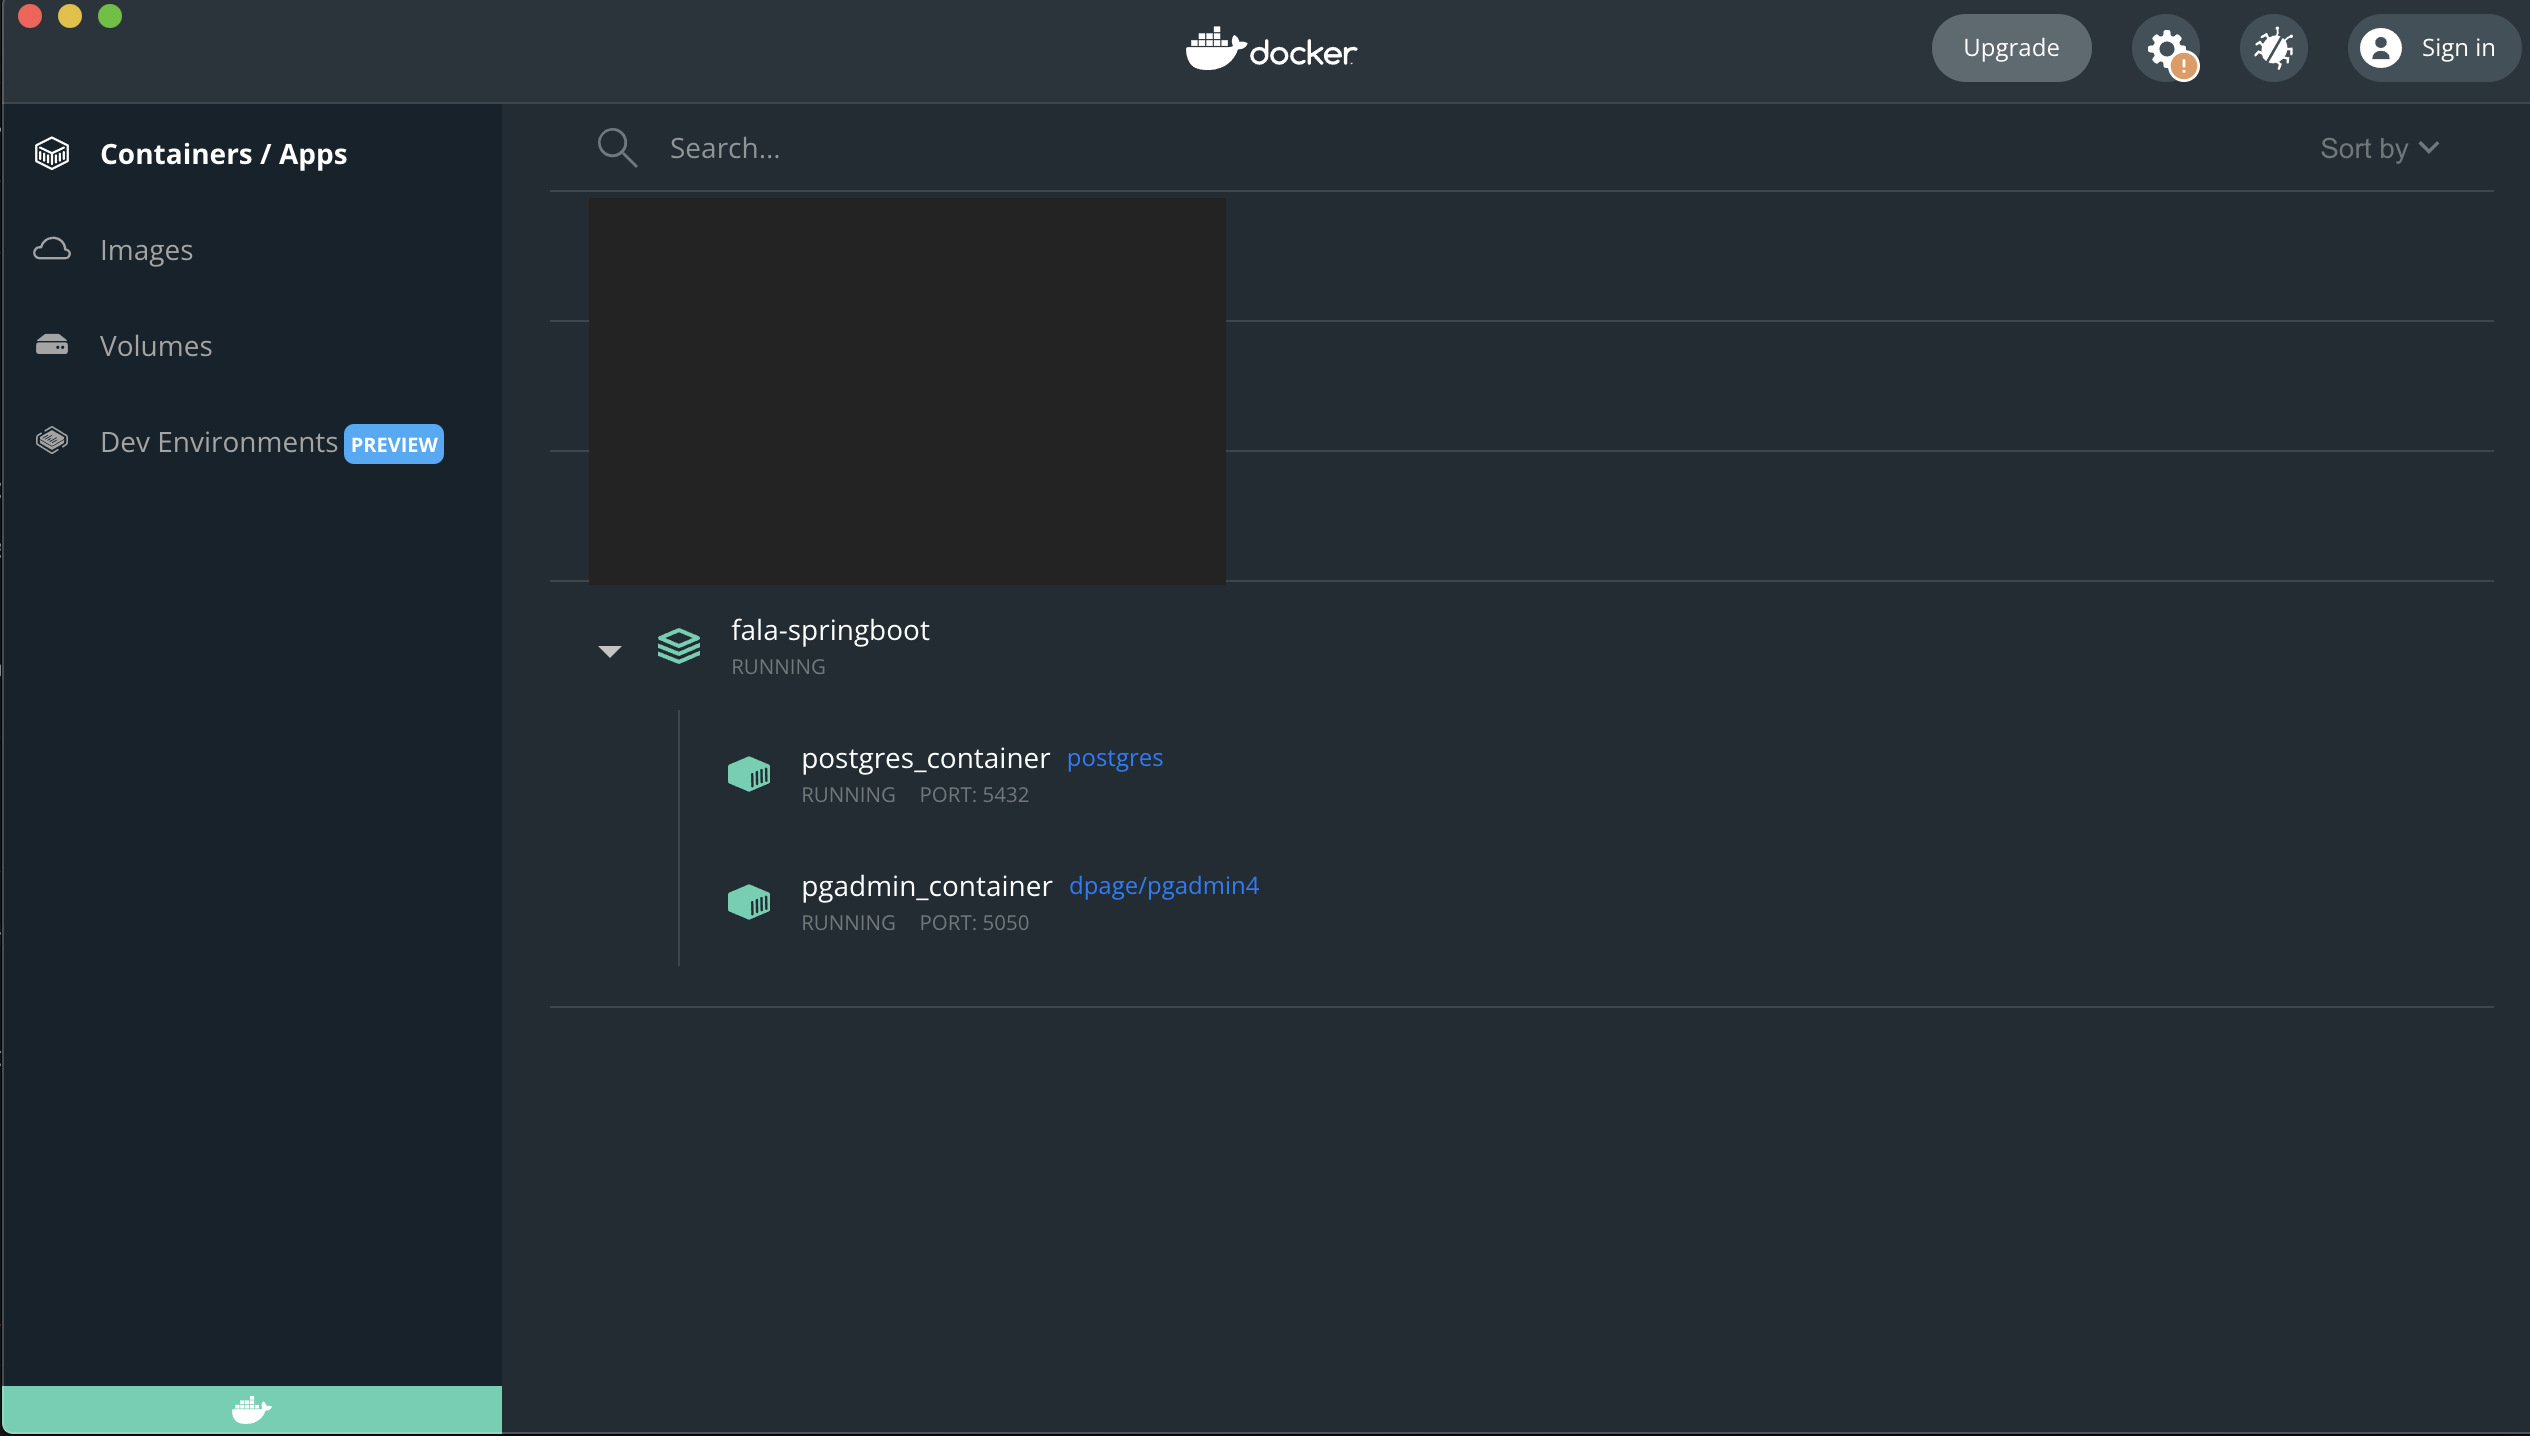 docker
Upgrade
Sign in
Containers / Apps
Images
Volumes
Dev Environments PREVIEW
Search...
Sort by
fala-springboot
RUNNING
postgres_container postgres
RUNNING PORT: 5432
pgadmin_container dpage/pgadmin4
RUNNING PORT: 5050